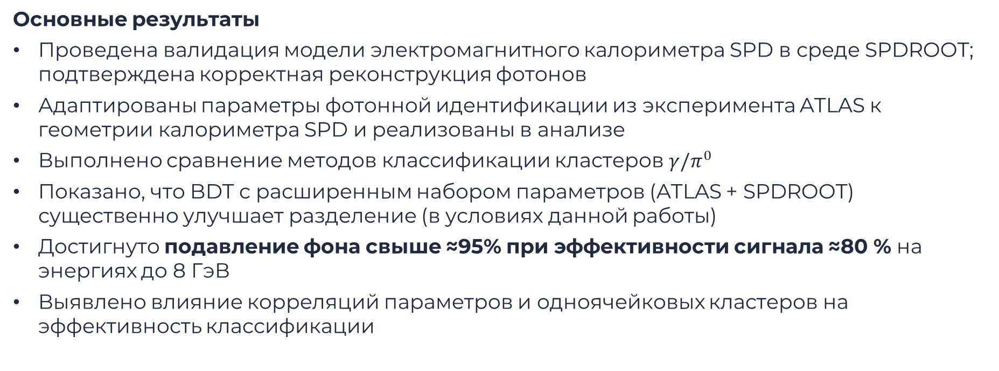 Основные результаты
• Проведена валидация модели электромагнитного калориметра SPD в среде SPDROOT;
подтверждена корректная реконструкция фотонов
• Адаптированы параметры фотонной идентификации из эксперимента ATLAS к
геометрии калориметра SPD и реализованы в анализе
• Выполнено сравнение методов классификации кластеров γ/π⁰
• Показано, что BDT с расширенным набором параметров (ATLAS + SPDROOT)
существенно улучшает разделение (в условиях данной работы)
• Достигнуто подавление фона свыше ≈95% при эффективности сигнала ≈80 % на
энергиях до 8 ГэВ
• Выявлено влияние корреляций параметров и одноячейковых кластеров на
эффективность классификации